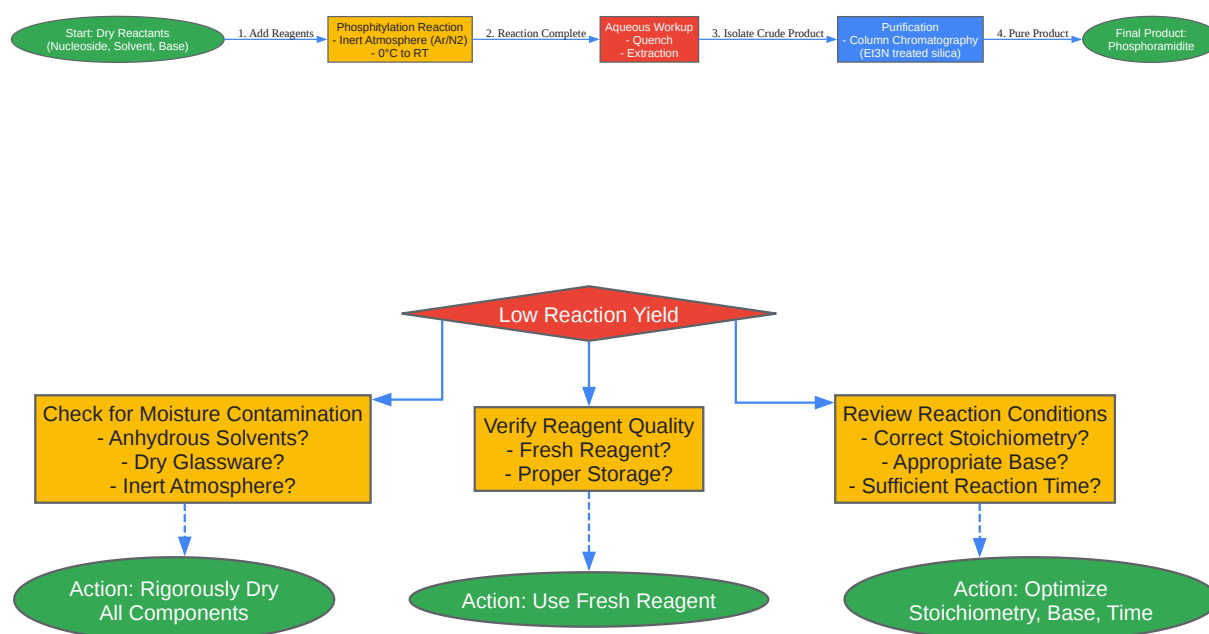 Start: Dry Reactants
(Nucleoside, Solvent, Base)
1. Add Reagents
Phosphitylation Reaction
- Inert Atmosphere (Ar/N2)
- 0°C to RT
2. Reaction Complete
Aqueous Workup
- Quench
- Extraction
3. Isolate Crude Product
Purification
- Column Chromatography
(Et3N treated silica)
4. Pure Product
Final Product:
Phosphoramidite
Low Reaction Yield
Check for Moisture Contamination
- Anhydrous Solvents?
- Dry Glassware?
- Inert Atmosphere?
Verify Reagent Quality
- Fresh Reagent?
- Proper Storage?
Review Reaction Conditions
- Correct Stoichiometry?
- Appropriate Base?
- Sufficient Reaction Time?
Action: Rigorously Dry
All Components
Action: Use Fresh Reagent
Action: Optimize
Stoichiometry, Base, Time